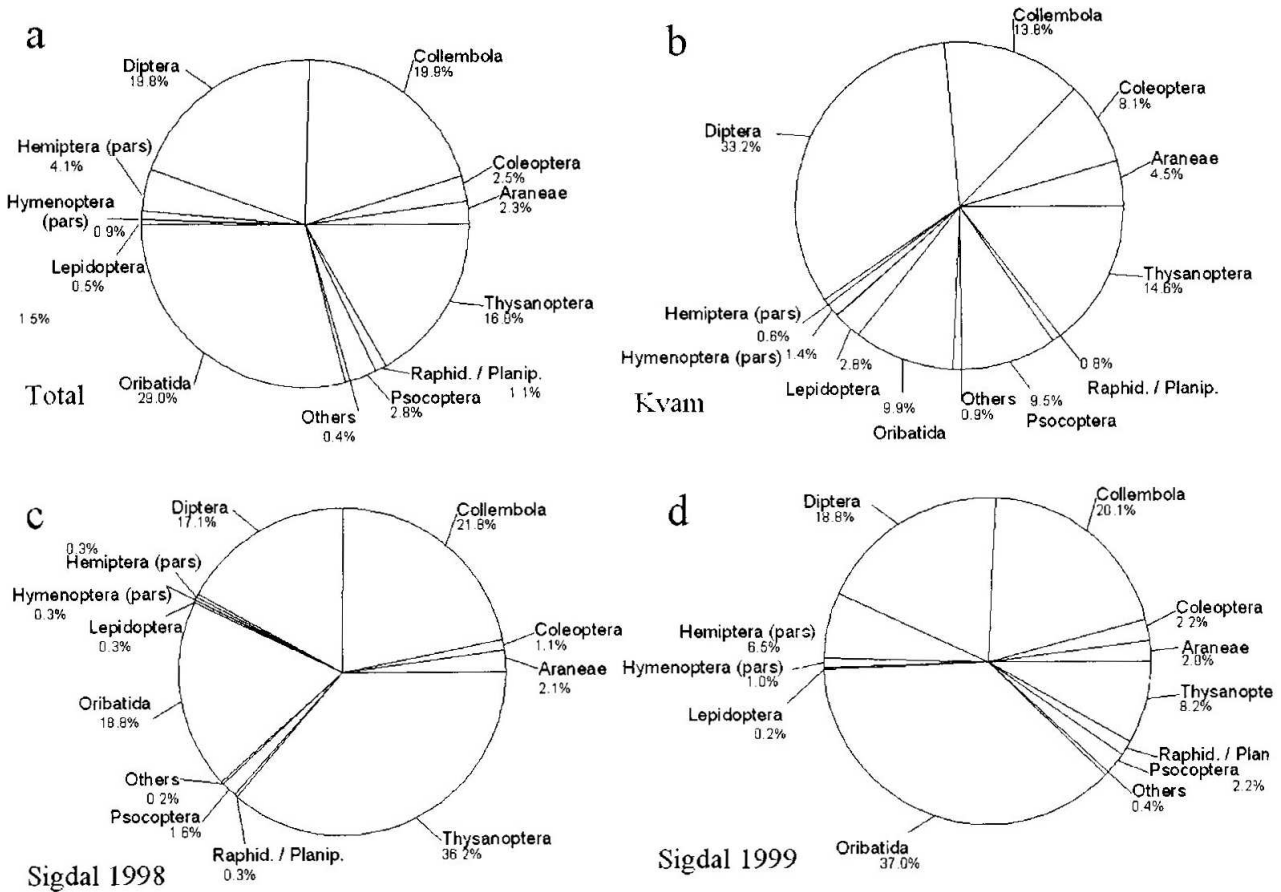 a
Collembola
19.9%
Diptera
19.8%
Hemiptera (pars)
4.1%
Coleoptera
2.5%
Araneae
2.3%
Hymenoptera
(pars)
0.9%
Lepidoptera
0.5%
1.5%
Thysanoptera
16.8%
Oribatida
29.0%
Raphid. / Planip.
1.1%
Psocoptera
2.8%
Others
0.4%
Total
b
Collembola
13.8%
Coleoptera
8.1%
Diptera
33.2%
Araneae
4.5%
Thysanoptera
14.6%
Hemiptera (pars)
0.6%
Hymenoptera (pars)
1.4%
2.8%
Lepidoptera
9.9%
Oribatida
Others
0.9%
9.5%
Psocoptera
0.8%
Raphid. / Planip.
Kvam
c
Diptera
17.1%
Collembola
21.8%
0.3%
Hemiptera (pars)
Hymenoptera (pars)
0.3%
Lepidoptera
0.3%
Coleoptera
1.1%
Araneae
2.1%
Oribatida
18.8%
Others
0.2%
Psocoptera
1.6%
Raphid. / Planip.
0.3%
Thysanoptera
36.2%
Sigdal 1998
d
Diptera
18.8%
Collembola
20.1%
Coleoptera
2.2%
Hemiptera (pars)
6.5%
Araneae
2.0%
Hymenoptera (pars)
1.0%
Thysanopte
8.2%
Lepidoptera
0.2%
Raphid. / Plan
Psocoptera
2.2%
Others
0.4%
Oribatida
37.0%
Sigdal 1999